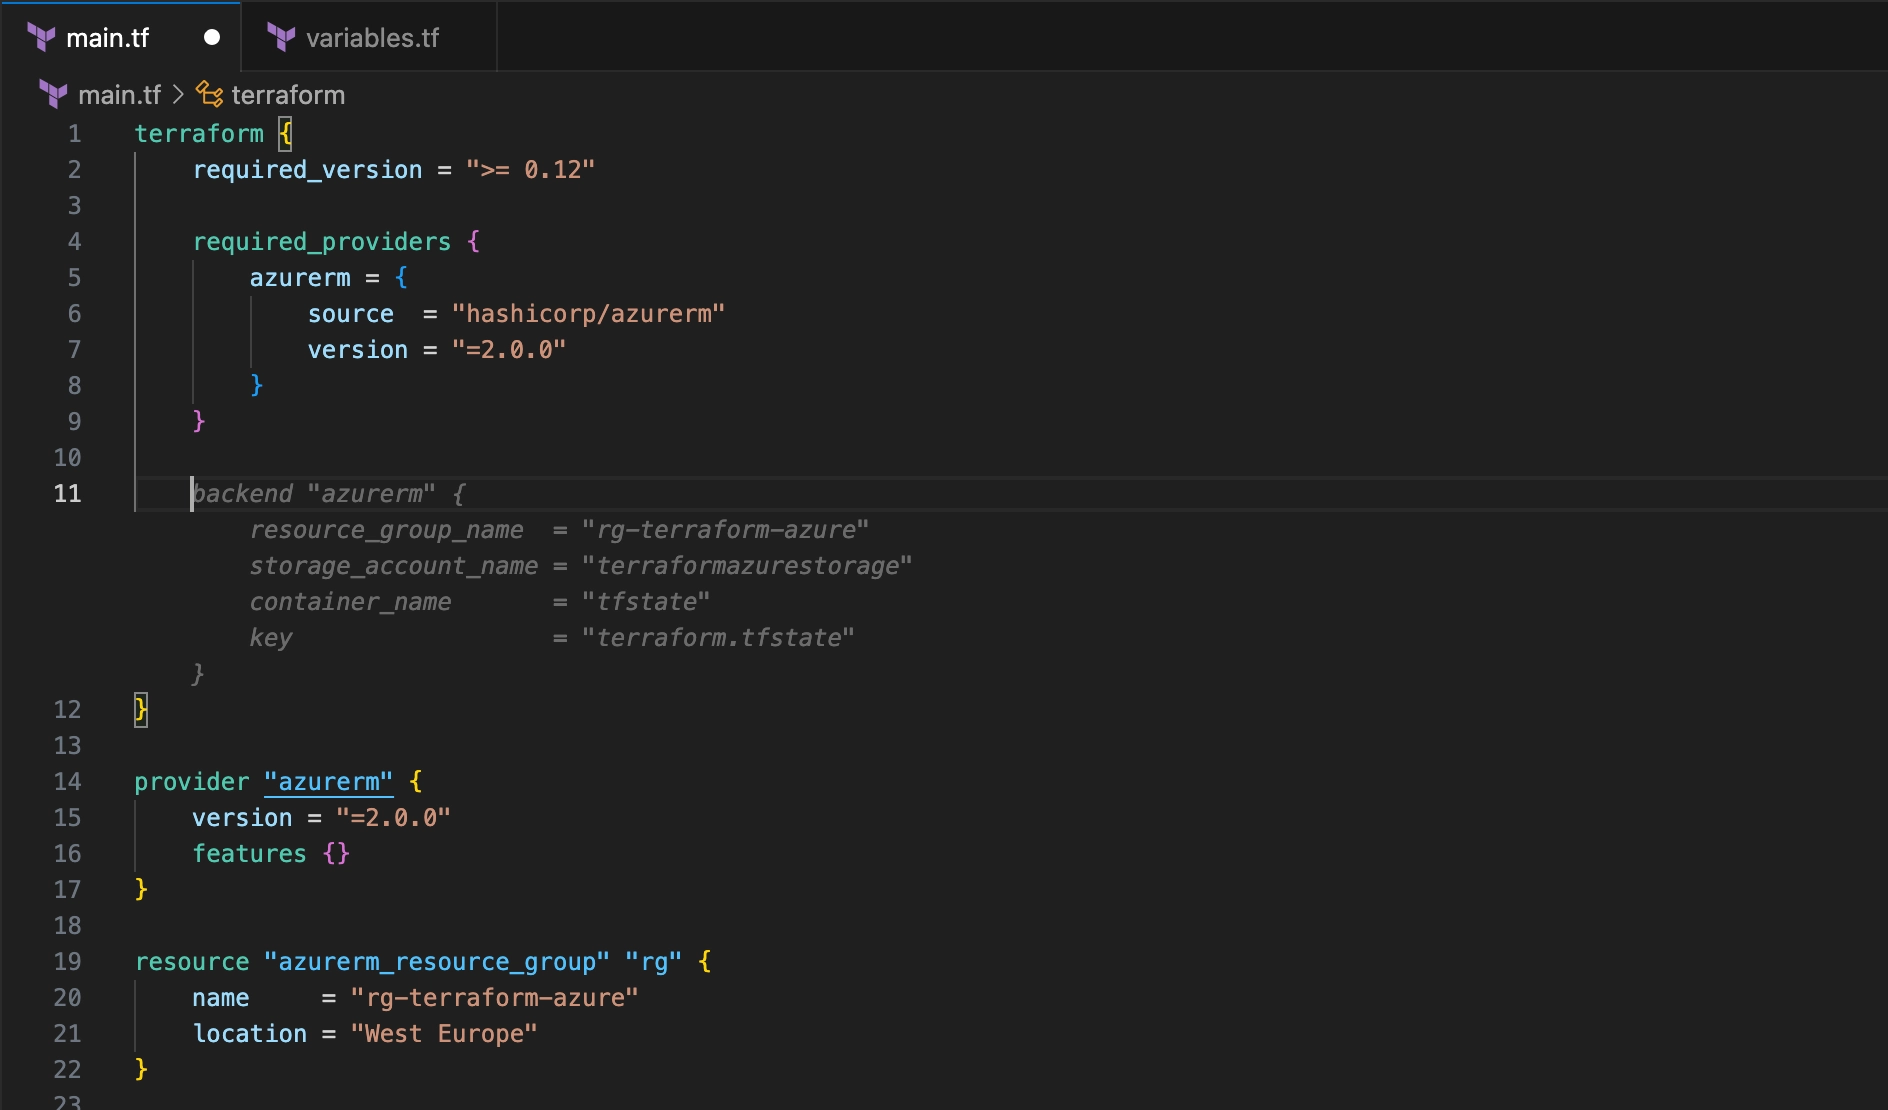 main.tf
variables.tf
main.tf > terraform
1 terraform {
2     required_version = ">= 0.12"
3
4     required_providers {
5         azurerm = {
6             source  = "hashicorp/azurerm"
7             version = "=2.0.0"
8         }
9     }
10
11     backend "azurerm" {
        resource_group_name  = "rg-terraform-azure"
        storage_account_name = "terraformazurestorage"
        container_name       = "tfstate"
        key                  = "terraform.tfstate"
    }
12 }
13
14 provider "azurerm" {
15     version = "=2.0.0"
16     features {}
17 }
18
19 resource "azurerm_resource_group" "rg" {
20     name     = "rg-terraform-azure"
21     location = "West Europe"
22 }
23